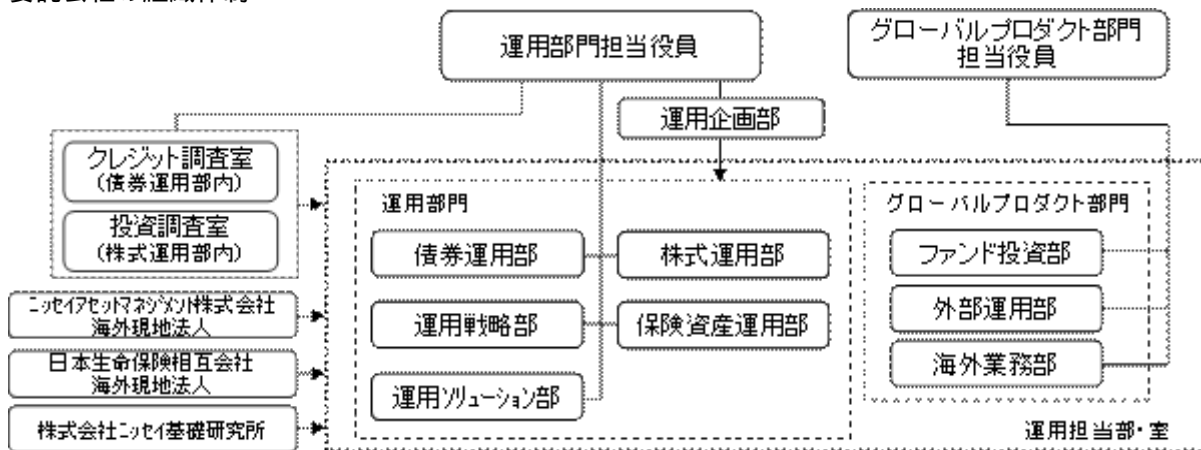 運用部門担当役員
グローバルプロダクト部門
担当役員
運用企画部
クレジット調査室
(債券運用部内)
投資調査室
(株式運用部内)
運用部門
グローバルプロダクト部門
債券運用部
株式運用部
ファンド投資部
ニッセイアセットマネジメント株式会社
海外現地法人
運用戦略部
保険資産運用部
外部運用部
日本生命保険相互会社
海外現地法人
海外業務部
運用ソリューション部
株式会社ニッセイ基礎研究所
運用担当部・室